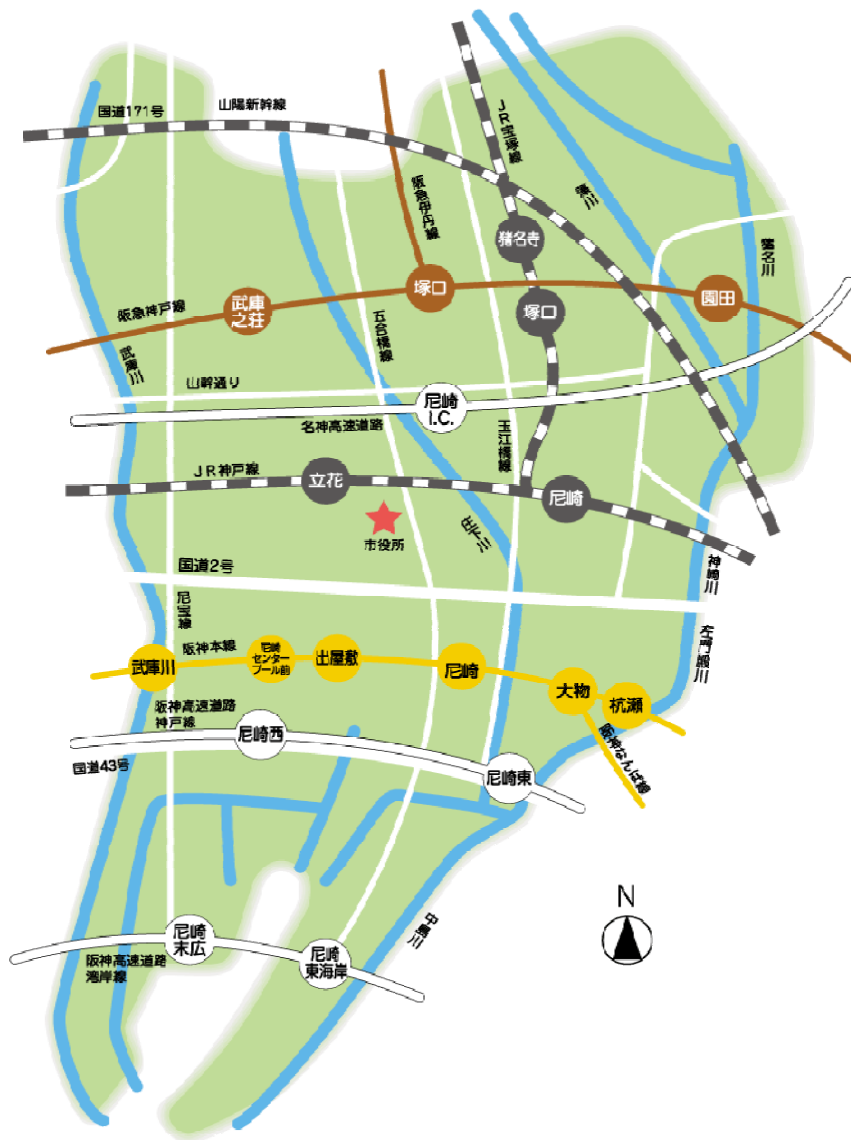 国道171号
山陽新幹線
JR宝塚線
阪急伊丹線
藻川
猪名川
猪名寺
塚口
塚口
園田
武庫
之荘
阪急神戸線
武庫川
五合橋線
山幹通り
尼崎
I.C.
名神高速道路
玉江橋線
JR神戸線
立花
尼崎
市役所
庄下川
国道2号
神崎川
尼宝線
左門殿川
阪神本線
武庫川
尼崎
センター
プール前
出屋敷
尼崎
大物
杭瀬
阪神なんば線
阪神高速道路
神戸線
尼崎西
国道43号
尼崎東
N
中島川
尼崎
末広
尼崎
東海岸
阪神高速道路
湾岸線